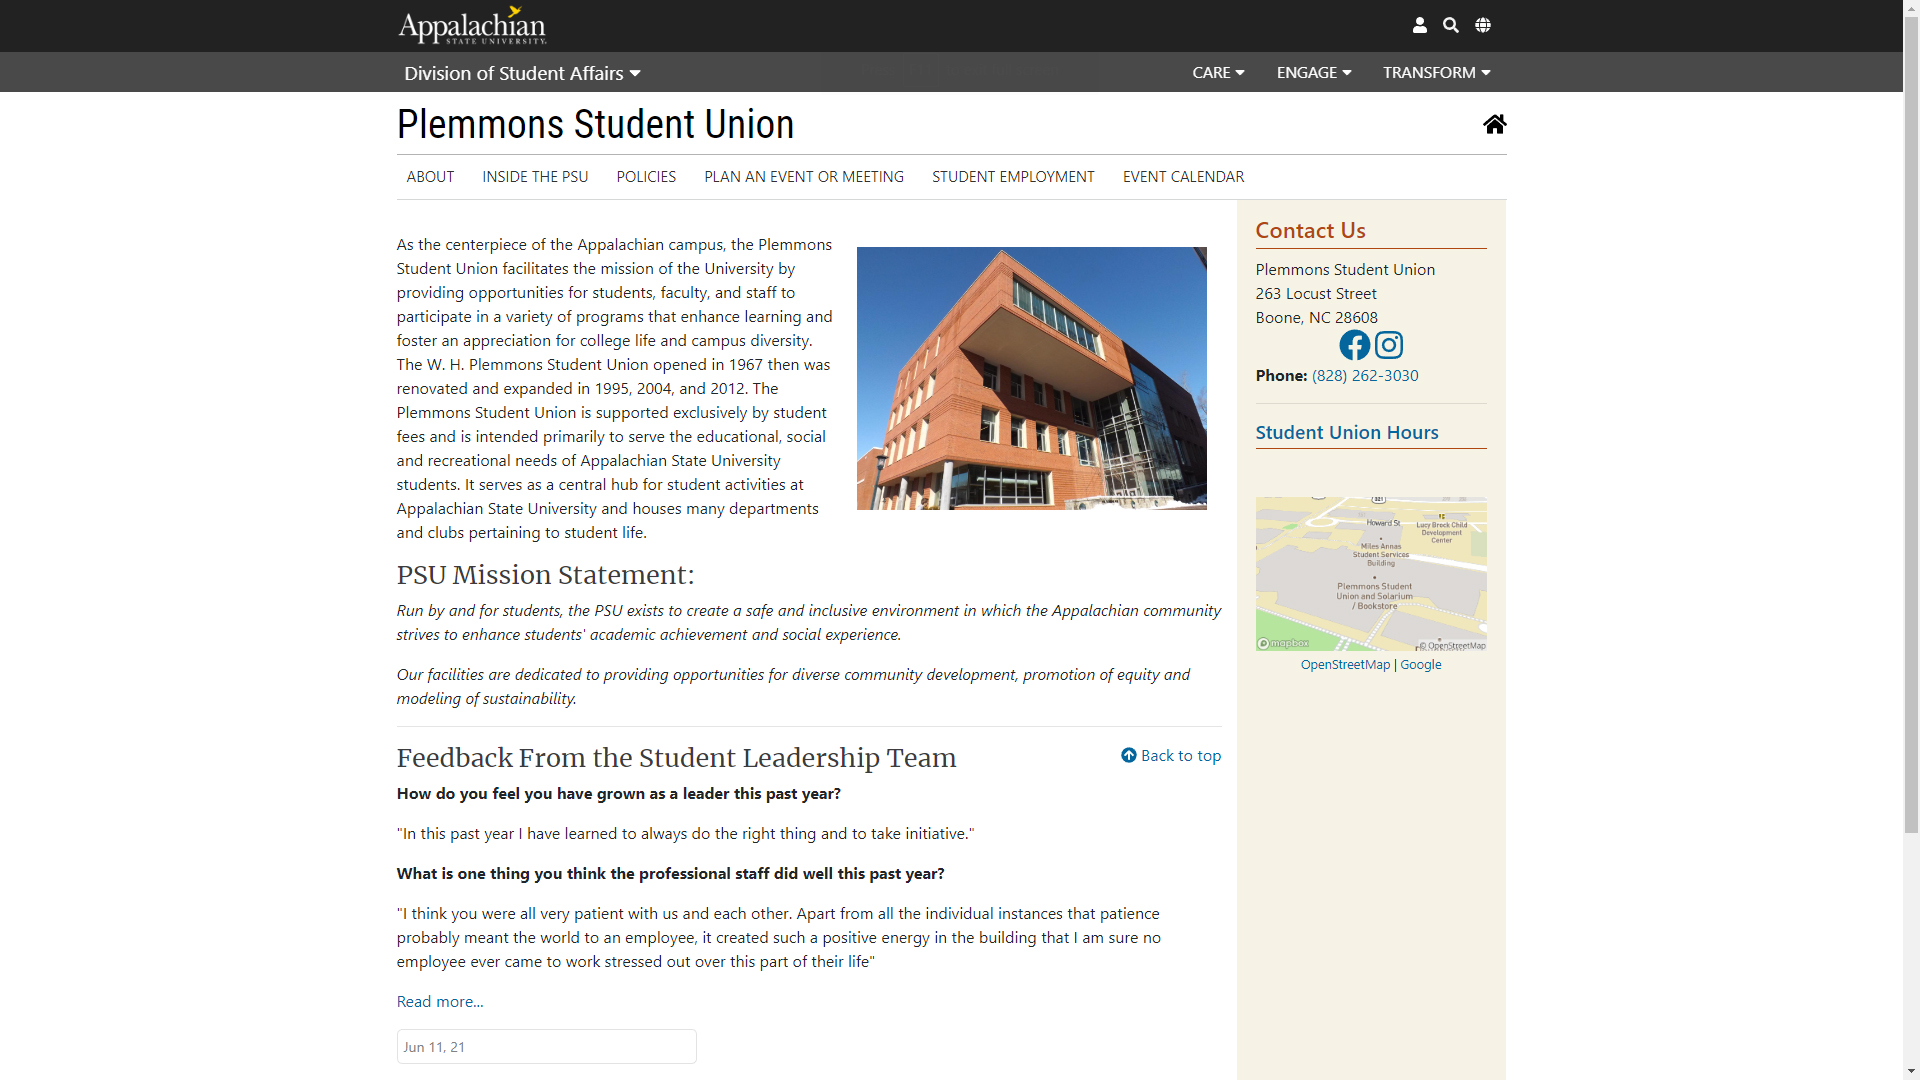 Appalachian
STATE UNIVERSITY
Division of Student Affairs
CARE
ENGAGE
TRANSFORM
Plemmons Student Union
ABOUT
INSIDE THE PSU
POLICIES
PLAN AN EVENT OR MEETING
STUDENT EMPLOYMENT
EVENT CALENDAR
As the centerpiece of the Appalachian campus, the Plemmons
Student Union facilitates the mission of the University by
providing opportunities for students, faculty, and staff to
participate in a variety of programs that enhance learning and
foster an appreciation for college life and campus diversity.
The W. H. Plemmons Student Union opened in 1967 then was
renovated and expanded in 1995, 2004, and 2012. The
Plemmons Student Union is supported exclusively by student
fees and is intended primarily to serve the educational, social
and recreational needs of Appalachian State University
students. It serves as a central hub for student activities at
Appalachian State University and houses many departments
and clubs pertaining to student life.
PSU Mission Statement:
Run by and for students, the PSU exists to create a safe and inclusive environment in which the Appalachian community
strives to enhance students' academic achievement and social experience.
Our facilities are dedicated to providing opportunities for diverse community development, promotion of equity and
modeling of sustainability.
Feedback From the Student Leadership Team
Back to top
How do you feel you have grown as a leader this past year?
"In this past year I have learned to always do the right thing and to take initiative."
What is one thing you think the professional staff did well this past year?
"I think you were all very patient with us and each other. Apart from all the individual instances that patience
probably meant the world to an employee, it created such a positive energy in the building that I am sure no
employee ever came to work stressed out over this part of their life"
Read more...
Jun 11, 21
Contact Us
Plemmons Student Union
263 Locust Street
Boone, NC 28608
Phone: (828) 262-3030
Student Union Hours
321
Howard St
Lucy Brock Child
Development
Center
Miles Annas
Student Services
Building
Plemmons Student
Union and Solarium
/ Bookstore
mapbox
© OpenStreetMap
OpenStreetMap | Google